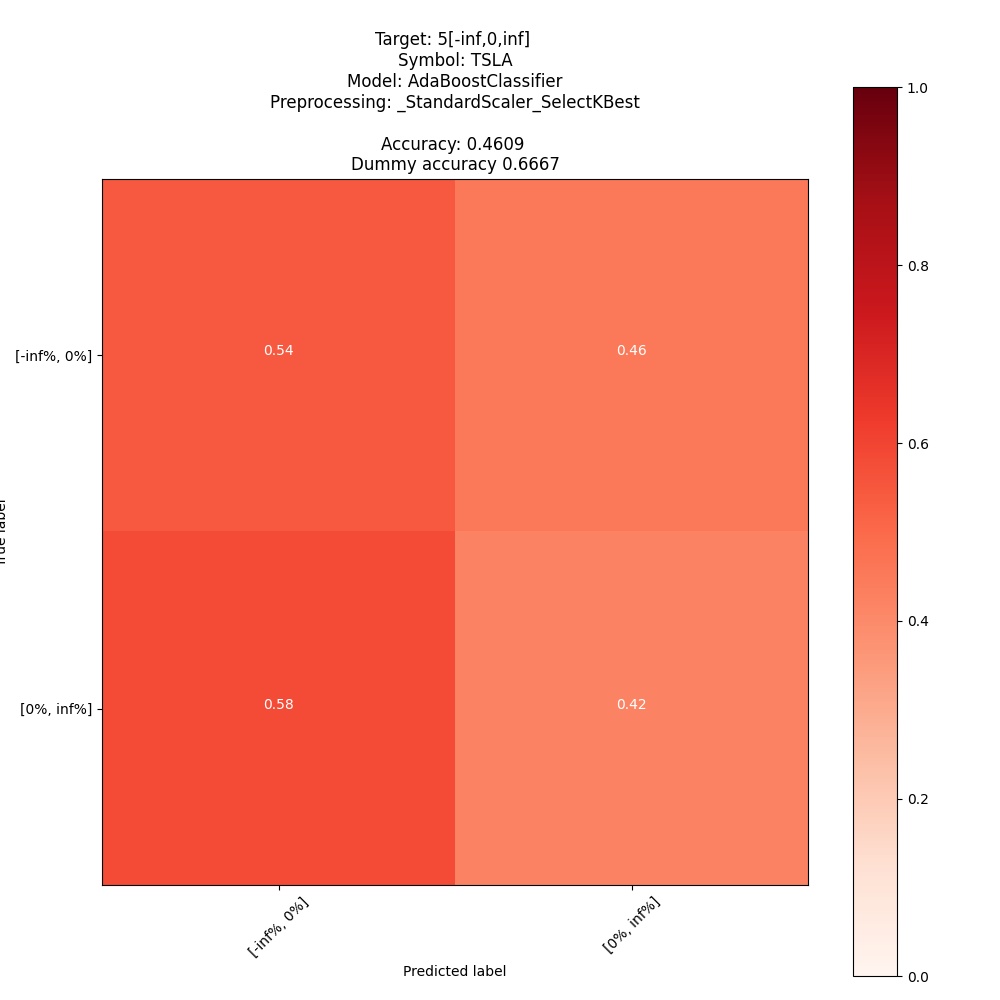 Target: 5[-inf,0,inf]
Symbol: TSLA
Model: AdaBoostClassifier
Preprocessing: _StandardScaler_SelectKBest
Accuracy: 0.4609
Dummy accuracy 0.6667
1.0
0.8
0.6
0.4
0.2
0.0
[-inf%, 0%]
0.54
0.46
[0%, inf%]
0.58
0.42
[-inf%, 0%]
[0%, inf%]
Predicted label